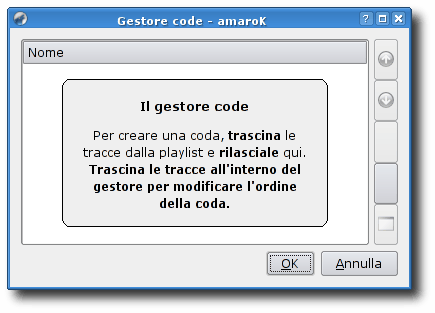 Gestore code - amaroK
Nome
Il gestore code
Per creare una coda, trascina le
tracce dalla playlist e rilasciale qui.
Trascina le tracce all'interno del
gestore per modificare l'ordine
della coda.
OK
Annulla